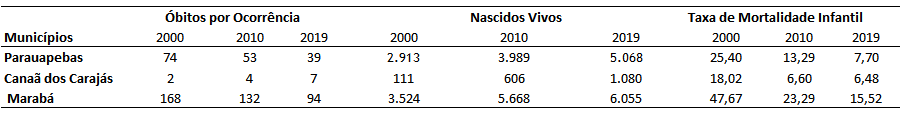 Óbitos por Ocorrência Nascidos Vivos Taxa de Mortalidade Infantil
Municípios 2000 2010 2019 2000 2010 2019 2000 2010 2019
Parauapebas 74 53 39 2.913 3.989 5.068 25,40 13,29 7,70
Canaã dos Carajás 2 4 7 111 606 1.080 18,02 6,60 6,48
Marabá 168 132 94 3.524 5.668 6.055 47,67 23,29 15,52